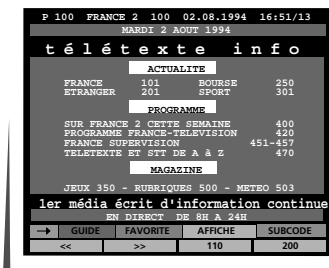 P 100 FRANCE 2 100 02.08.1994 16:51/13
MARDI 2 AOUT 1994
télétexte info
ACTUALITE
FRANCE 101 BOURSE 250
ETRANGER 201 SPORT 301
PROGRAMME
SUR FRANCE 2 CETTE SEMAINE 400
PROGRAMME FRANCE-TELEVISION 420
FRANCE SUPERVISION 451-457
TELETEXTE ET STT DE A à Z 470
MAGAZINE
JEUX 350 - RUBRIQUES 500 - METEO 503
1er média écrit d'information continue
EN DIRECT DE 8H A 24H
→ GUIDE FAVORITE AFFICHE SUBCODE
<< >> 110 200